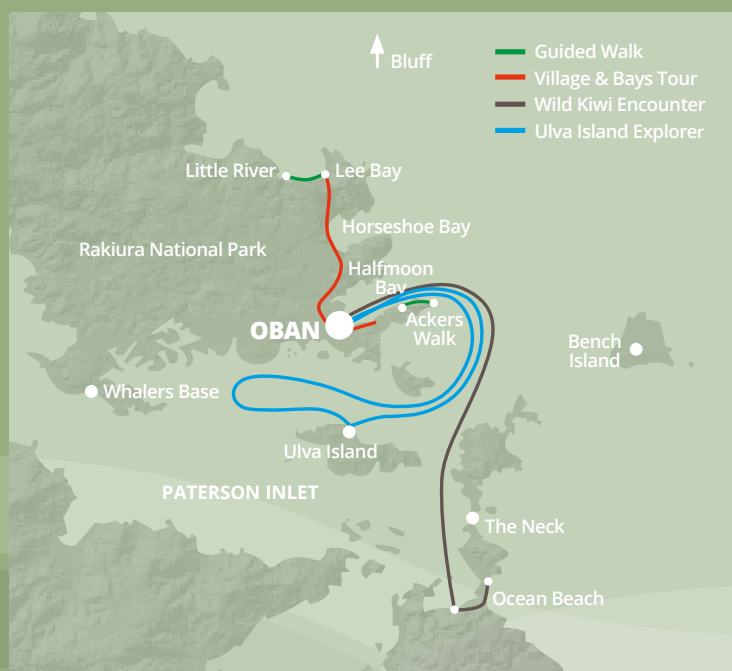 Bluff
Guided Walk
Village & Bays Tour
Wild Kiwi Encounter
Ulva Island Explorer
Little River
Lee Bay
Horseshoe Bay
Rakiura National Park
Halfmoon
Bay
OBAN
Ackers
Walk
Bench
Island
Whalers Base
Ulva Island
PATERSON INLET
The Neck
Ocean Beach